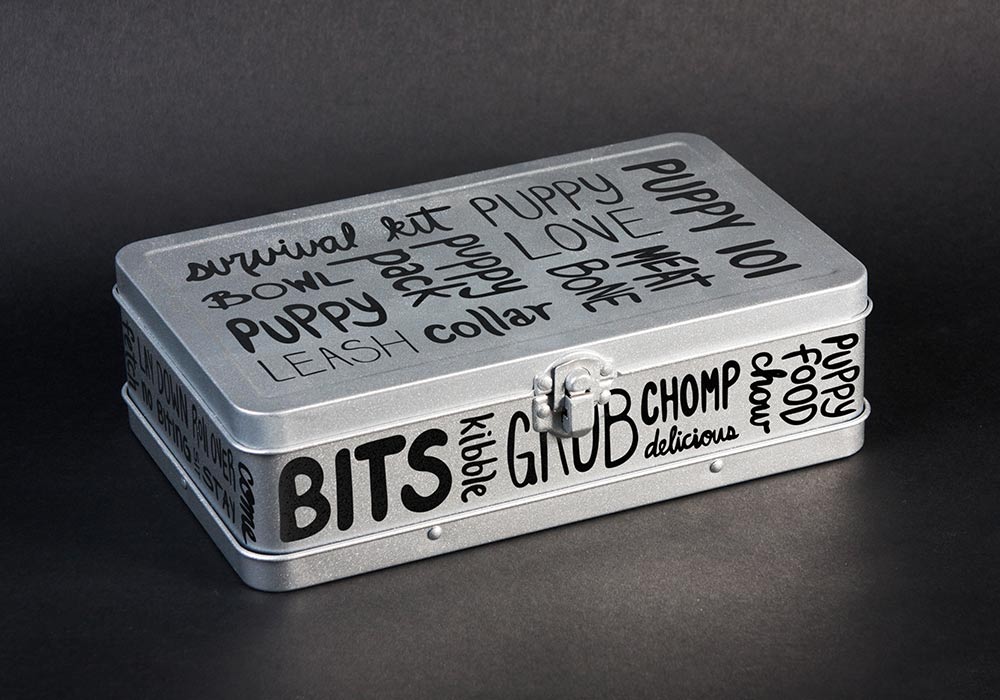 survival kit
BOWL
PUPPY
LEASH
puppy
pack
collar
PUPPY
LOVE
BONE
MEAT
PUPPY 101
LAY DOWN
ROLL OVER
NO BITING
STAY
come
BITS
kibble
GRUB
CHOMP
delicious
chow
PUPPY
FOOD